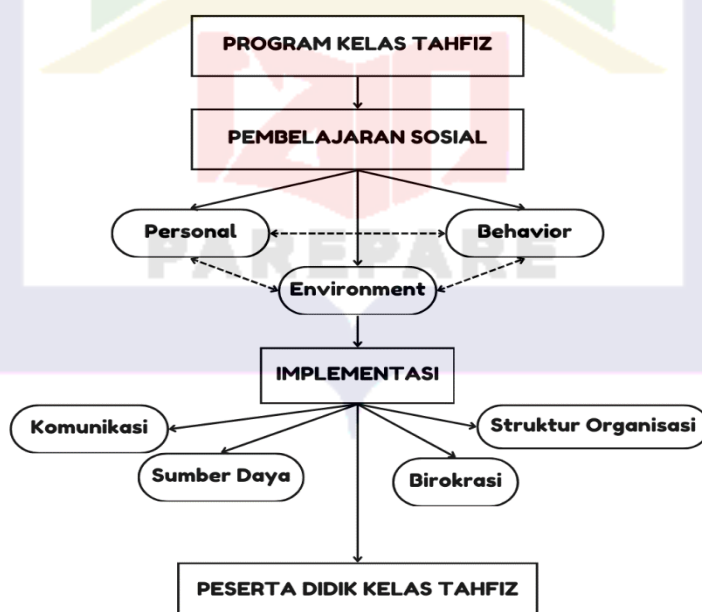 PROGRAM KELAS TAHFIZ
PEMBELAJARAN SOSIAL
Personal
Behavior
PAREPARE
Environment
IMPLEMENTASI
Komunikasi
Struktur Organisasi
Sumber Daya
Birokrasi
PESERTA DIDIK KELAS TAHFIZ